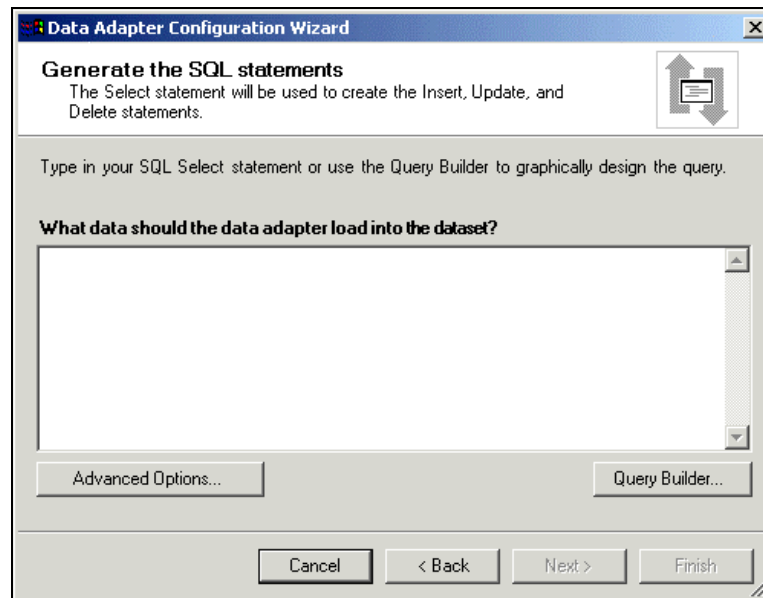 Data Adapter Configuration Wizard
Generate the SQL statements
The Select statement will be used to create the Insert, Update, and
Delete statements.
Type in your SQL Select statement or use the Query Builder to graphically design the query.
What data should the data adapter load into the dataset?
Advanced Options...
Query Builder...
Cancel
< Back
Next >
Finish